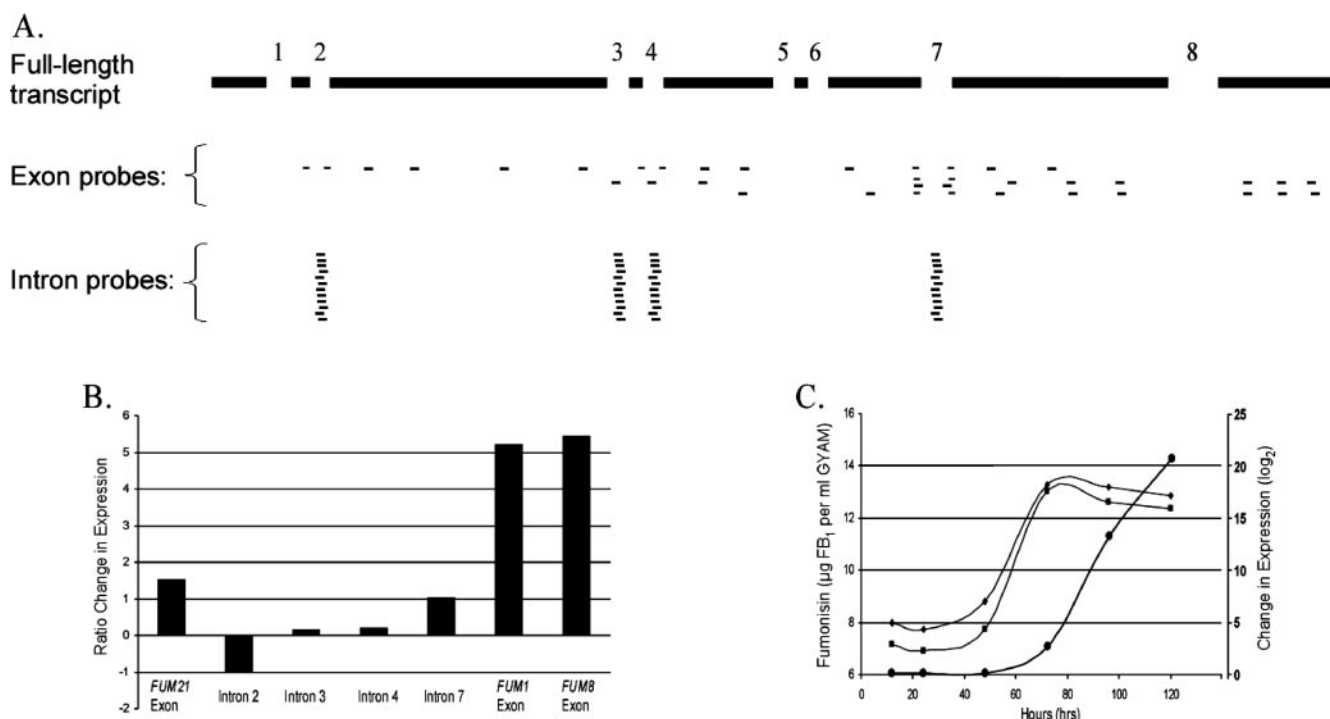 A.
Full-length
transcript
1 2 3 4 5 6 7 8
Exon probes:
Intron probes:
B.
Ratio Change in Expression
6
5
4
3
2
1
0
-1
-2
FUM21
Exon
Intron 2
Intron 3
Intron 4
Intron 7
FUM1
Exon
FUM8
Exon
C.
Fumonisin (µg FB₁ per ml GYAM)
16
14
12
10
8
6
25
20
15
10
5
0
Change in Expression (log₂)
0 20 40 60 80 100 120
Hours (hrs)